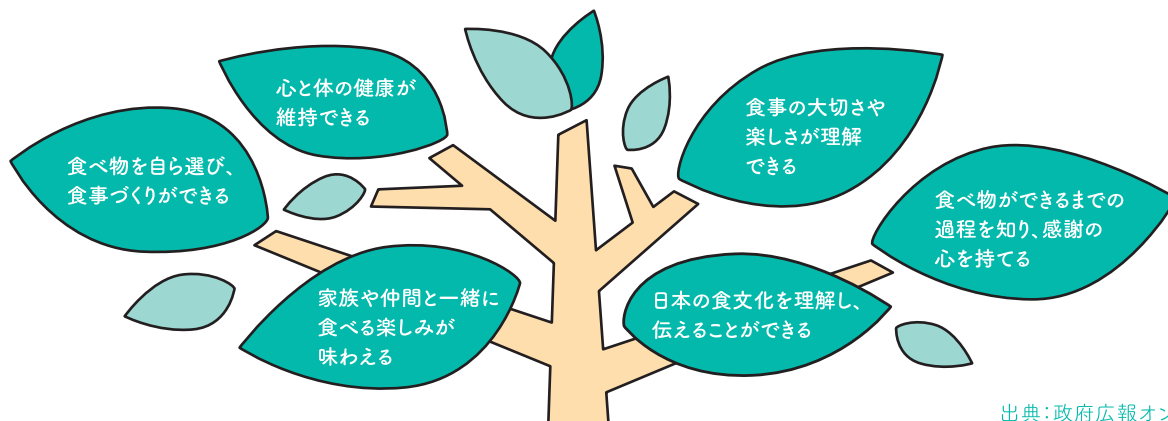 心と体の健康が
維持できる
食事の大切さや
楽しさが理解
できる
食べ物を自ら選び、
食事づくりができる
食べ物ができるまでの
過程を知り、感謝の
心を持てる
家族や仲間と一緒に
食べる楽しみが
味わえる
日本の食文化を理解し、
伝えることができる
出典：政府広報オン